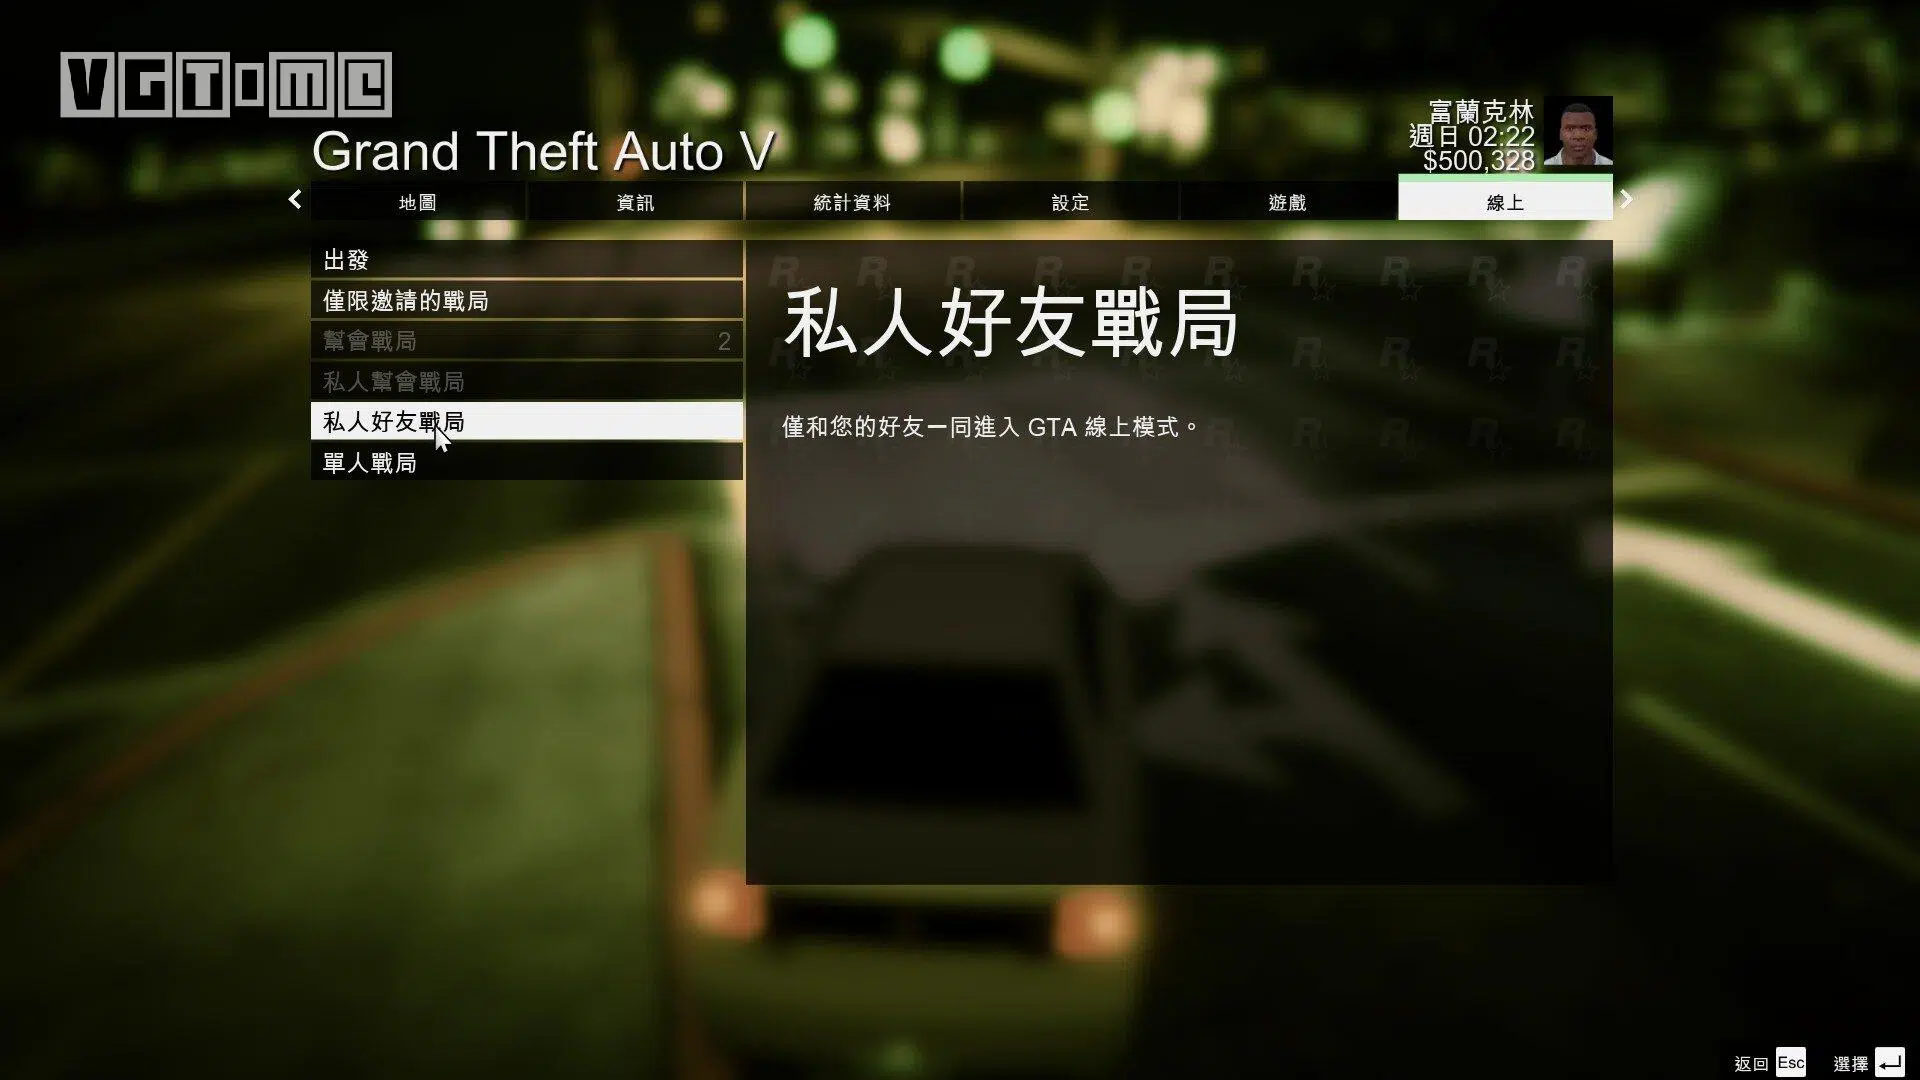 VGTIME
Grand Theft Auto V
富蘭克林
週日 02:22
$500,328
地圖 資訊 統計資料 設定 遊戲 線上
出發
僅限邀請的戰局
幫會戰局 2
私人幫會戰局
私人好友戰局
單人戰局
私人好友戰局
僅和您的好友一同進入 GTA 線上模式。
返回 Esc 選擇